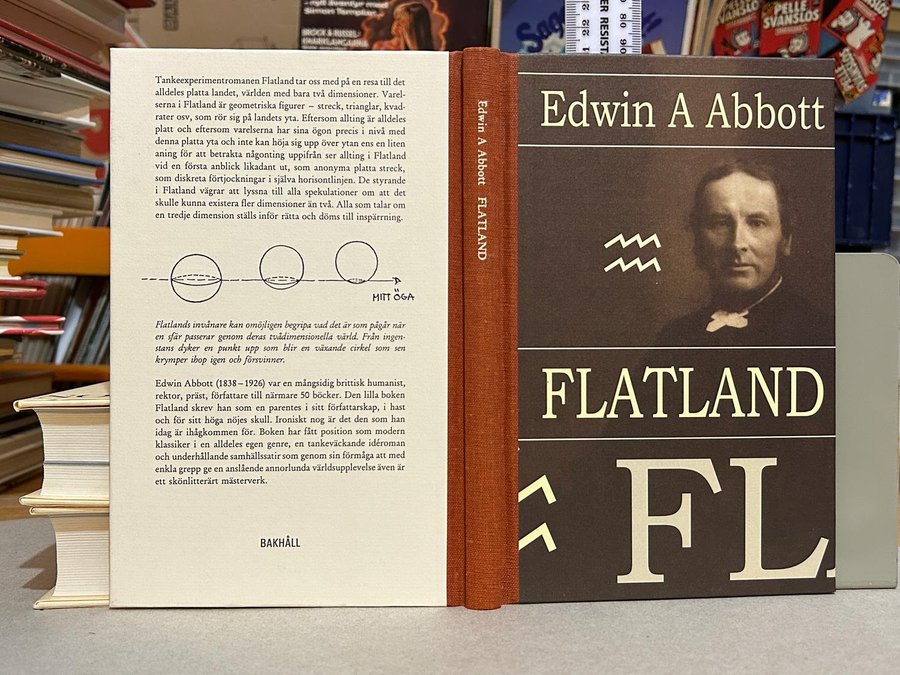 Tankeexperimentromanen Flatland tar oss med på en resa till det
alldeles platta landet, världen med bara två dimensioner. Varel-
serna i Flatland är geometriska figurer – streck, trianglar, kvad-
rater osv, som rör sig på landets yta. Eftersom allting är alldeles
platt och eftersom varelserna har sina ögon precis i nivå med
denna platta yta och inte kan höja sig upp över ytan ens en liten
aning för att betrakta någonting uppifrån ser allting i Flatland
vid en första anblick likadant ut, som anonyma platta streck,
som diskreta förtjockningar i själva horisontlinjen. De styrande
i Flatland vägrar att lyssna till alla spekulationer om att det
skulle kunna existera fler dimensioner än två. Alla som talar om
en tredje dimension ställs inför rätta och döms till inspärrning.
MITT ÖGA
Flatlands invånare kan omöjligen begripa vad det är som pågår när
en sfär passerar genom deras tvådimensionella värld. Från ingen-
stans dyker en punkt upp som blir en växande cirkel som sen
krymper ihop igen och försvinner.
Edwin Abbott (1838–1926) var en mångsidig brittisk humanist,
rektor, präst, författare till närmare 50 böcker. Den lilla boken
Flatland skrev han som en parentes i sitt författarskap, i hast
och för sitt höga nöjes skull. Ironiskt nog är det den som han
idag är ihågkommen för. Boken har fått position som modern
klassiker i en alldeles egen genre, en tankeväckande idéroman
och underhållande samhällssatir som genom sin förmåga att med
enkla grepp ge en anslående annorlunda världsupplevelse även är
ett skönlitterärt mästerverk.
BAKHÅLL
Edwin A Abbott FLATLAND
Edwin A Abbott
FLATLAND
FL
Simon Templar
PELLE
SVANSLOS